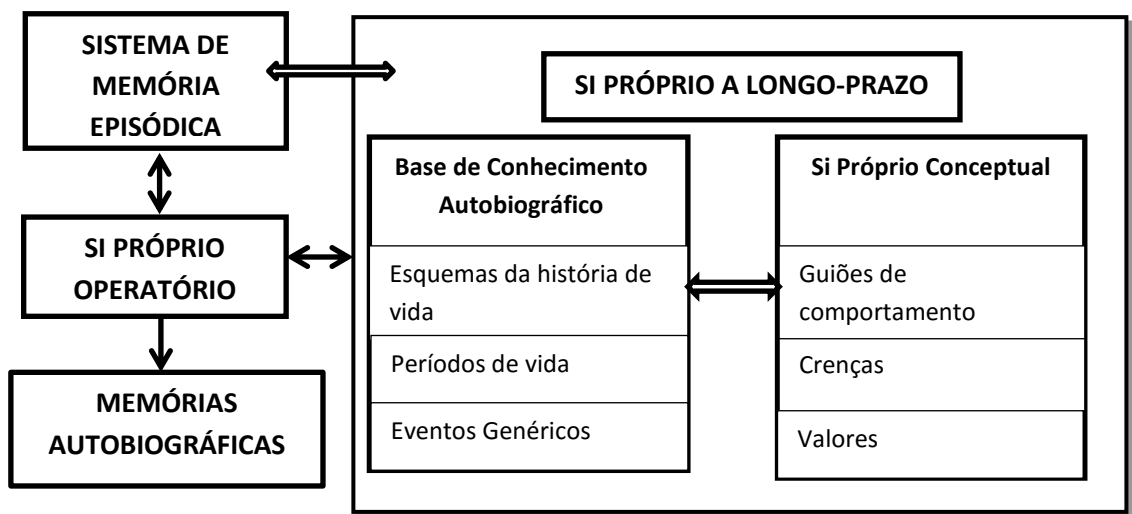 SISTEMA DE
MEMÓRIA
EPISÓDICA
SI PRÓPRIO
OPERATÓRIO
MEMÓRIAS
AUTOBIOGRÁFICAS
SI PRÓPRIO A LONGO-PRAZO
Base de Conhecimento
Autobiográfico
Esquemas da história de
vida
Períodos de vida
Eventos Genéricos
Si Próprio Conceptual
Guiões de
comportamento
Crenças
Valores